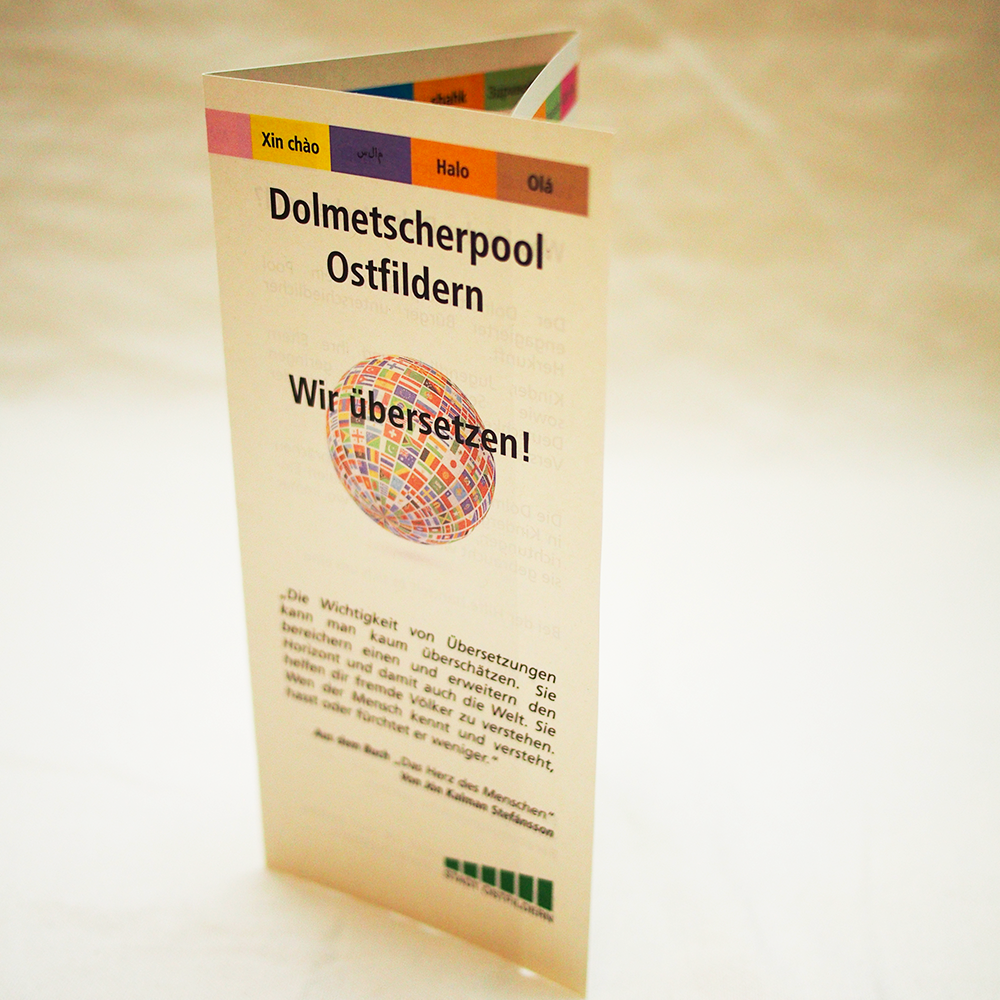 Xin chào
م ا ل س
Halo
Olá
Dolmetscherpool
Ostfildern
Wir übersetzen!
„Die Wichtigkeit von Übersetzungen
kann man kaum überschätzen. Sie
bereichern einen und erweitern den
Horizont und damit auch die Welt. Sie
helfen dir fremde Völker zu verstehen.
Wen der Mensch kennt und versteht,
hasst oder fürchtet er weniger.“
Aus dem Buch „Das Herz des Menschen“
Von Jón Kalman Stefánsson
STADT OSTFILDERN